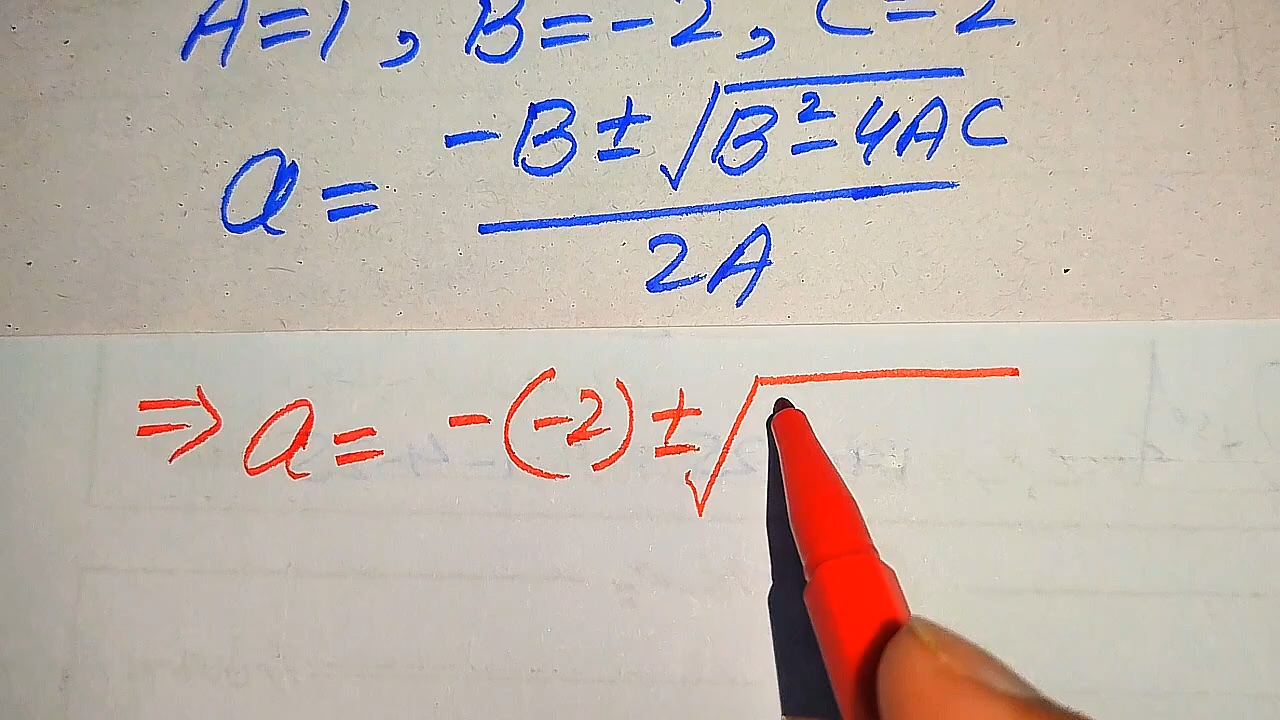 A=1, B=-2, C=2
a = -B±√B²-4AC
2A
⇒ a = -(-2)±√